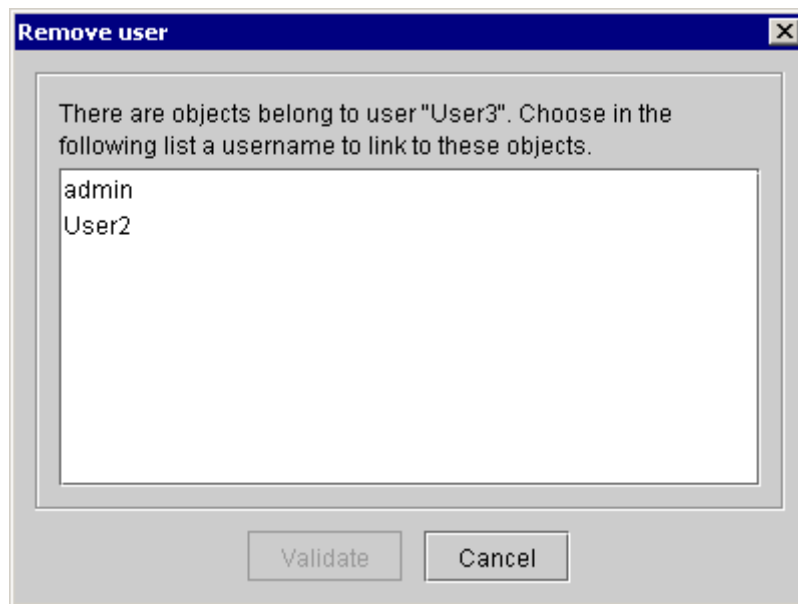 Remove user
There are objects belong to user "User3". Choose in the
following list a username to link to these objects.
admin
User2
Validate
Cancel